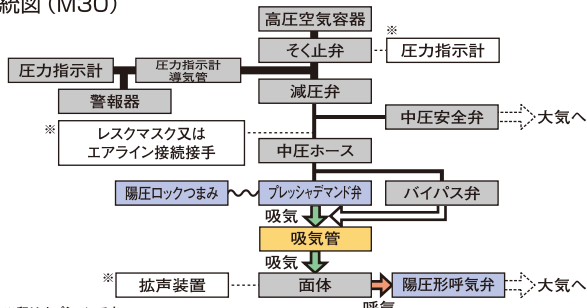 統図（M30）
高圧空気容器
そく止弁
※
圧力指示計
圧力指示計
圧力指示計
導気管
警報器
減圧弁
中圧安全弁
大気へ
※
レスクマスク又は
エアライン接続接手
中圧ホース
陽圧ロックつまみ
プレッシャデマンド弁
バイパス弁
吸気
吸気管
吸気
※
拡声装置
面体
陽圧形呼気弁
大気へ
呼気